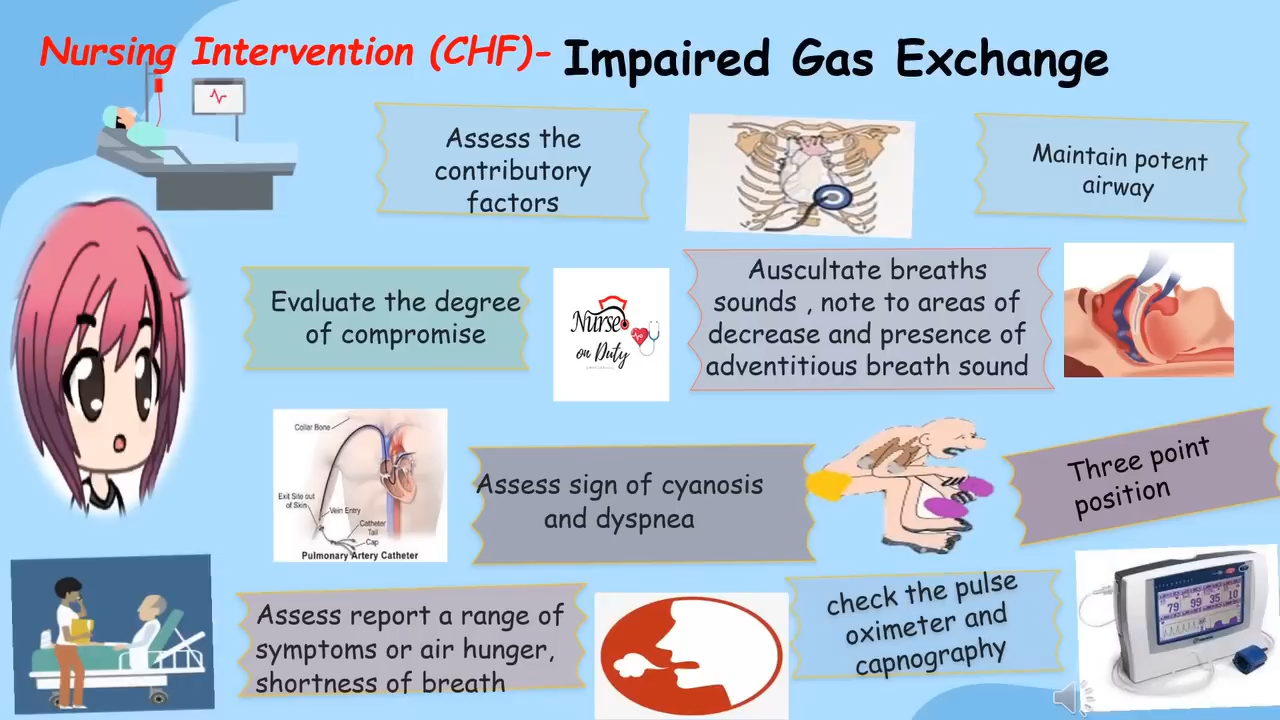 Nursing Intervention (CHF)- Impaired Gas Exchange
Assess the
contributory
factors
Maintain potent
airway
Evaluate the degree
of compromise
Nurse
on Duty
Auscultate breaths
sounds , note to areas of
decrease and presence of
adventitious breath sound
Collar Bone
Exit Site out
of Skin
Vein Entry
Catheter
Tail
Cap
Pulmonary Artery Catheter
Assess sign of cyanosis
and dyspnea
Three point
position
Assess report a range of
symptoms or air hunger,
shortness of breath
check the pulse
oximeter and
capnography
79 99 35 10